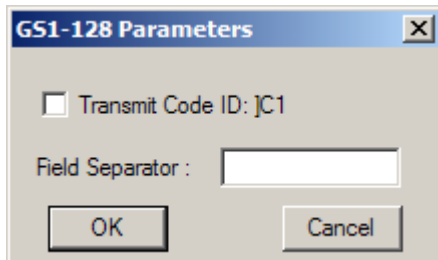 GS1-128 Parameters
Transmit Code ID: ]C1
Field Separator :
OK Cancel